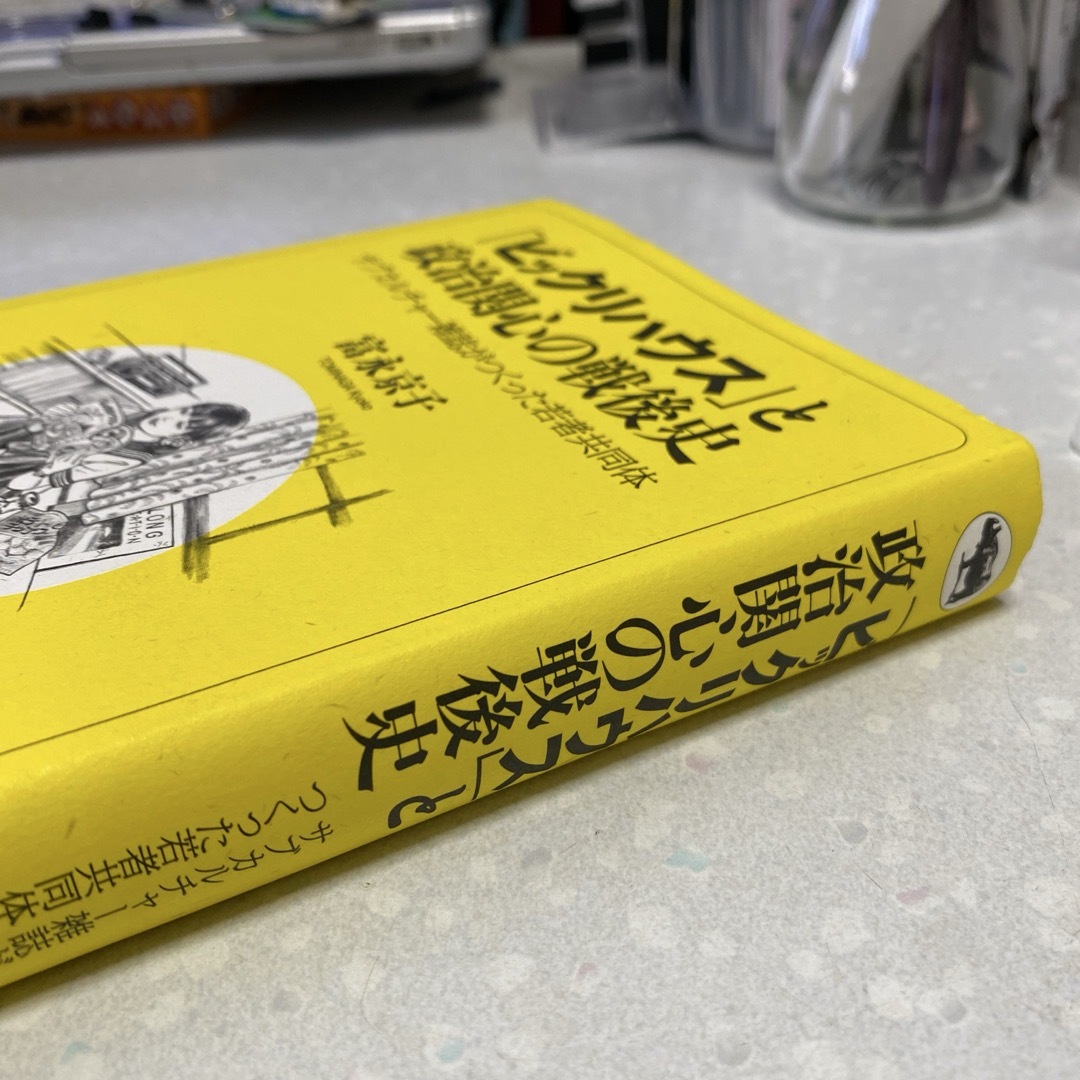 「ビックリハウス」と
政治関心の戦後史
サブカルチャー雑誌がつくった若者共同体
富永京子
TOMINAGA Kyoko
LONG
「ビックリハウス」と
政治関心の戦後史
サブカルチャー雑誌が
つくった若者共同体